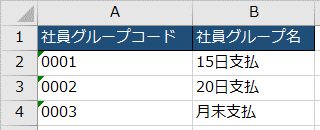 A B
1 社員グループコード 社員グループ名
2 0001 15日支払
3 0002 20日支払
4 0003 月末支払